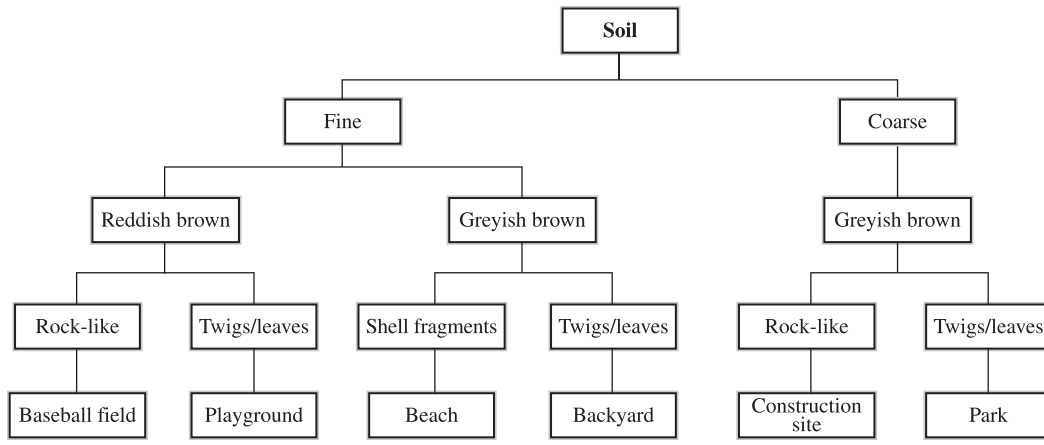 Soil
Fine
Coarse
Reddish brown
Greyish brown
Greyish brown
Rock-like
Twigs/leaves
Shell fragments
Twigs/leaves
Rock-like
Twigs/leaves
Baseball field
Playground
Beach
Backyard
Construction
site
Park